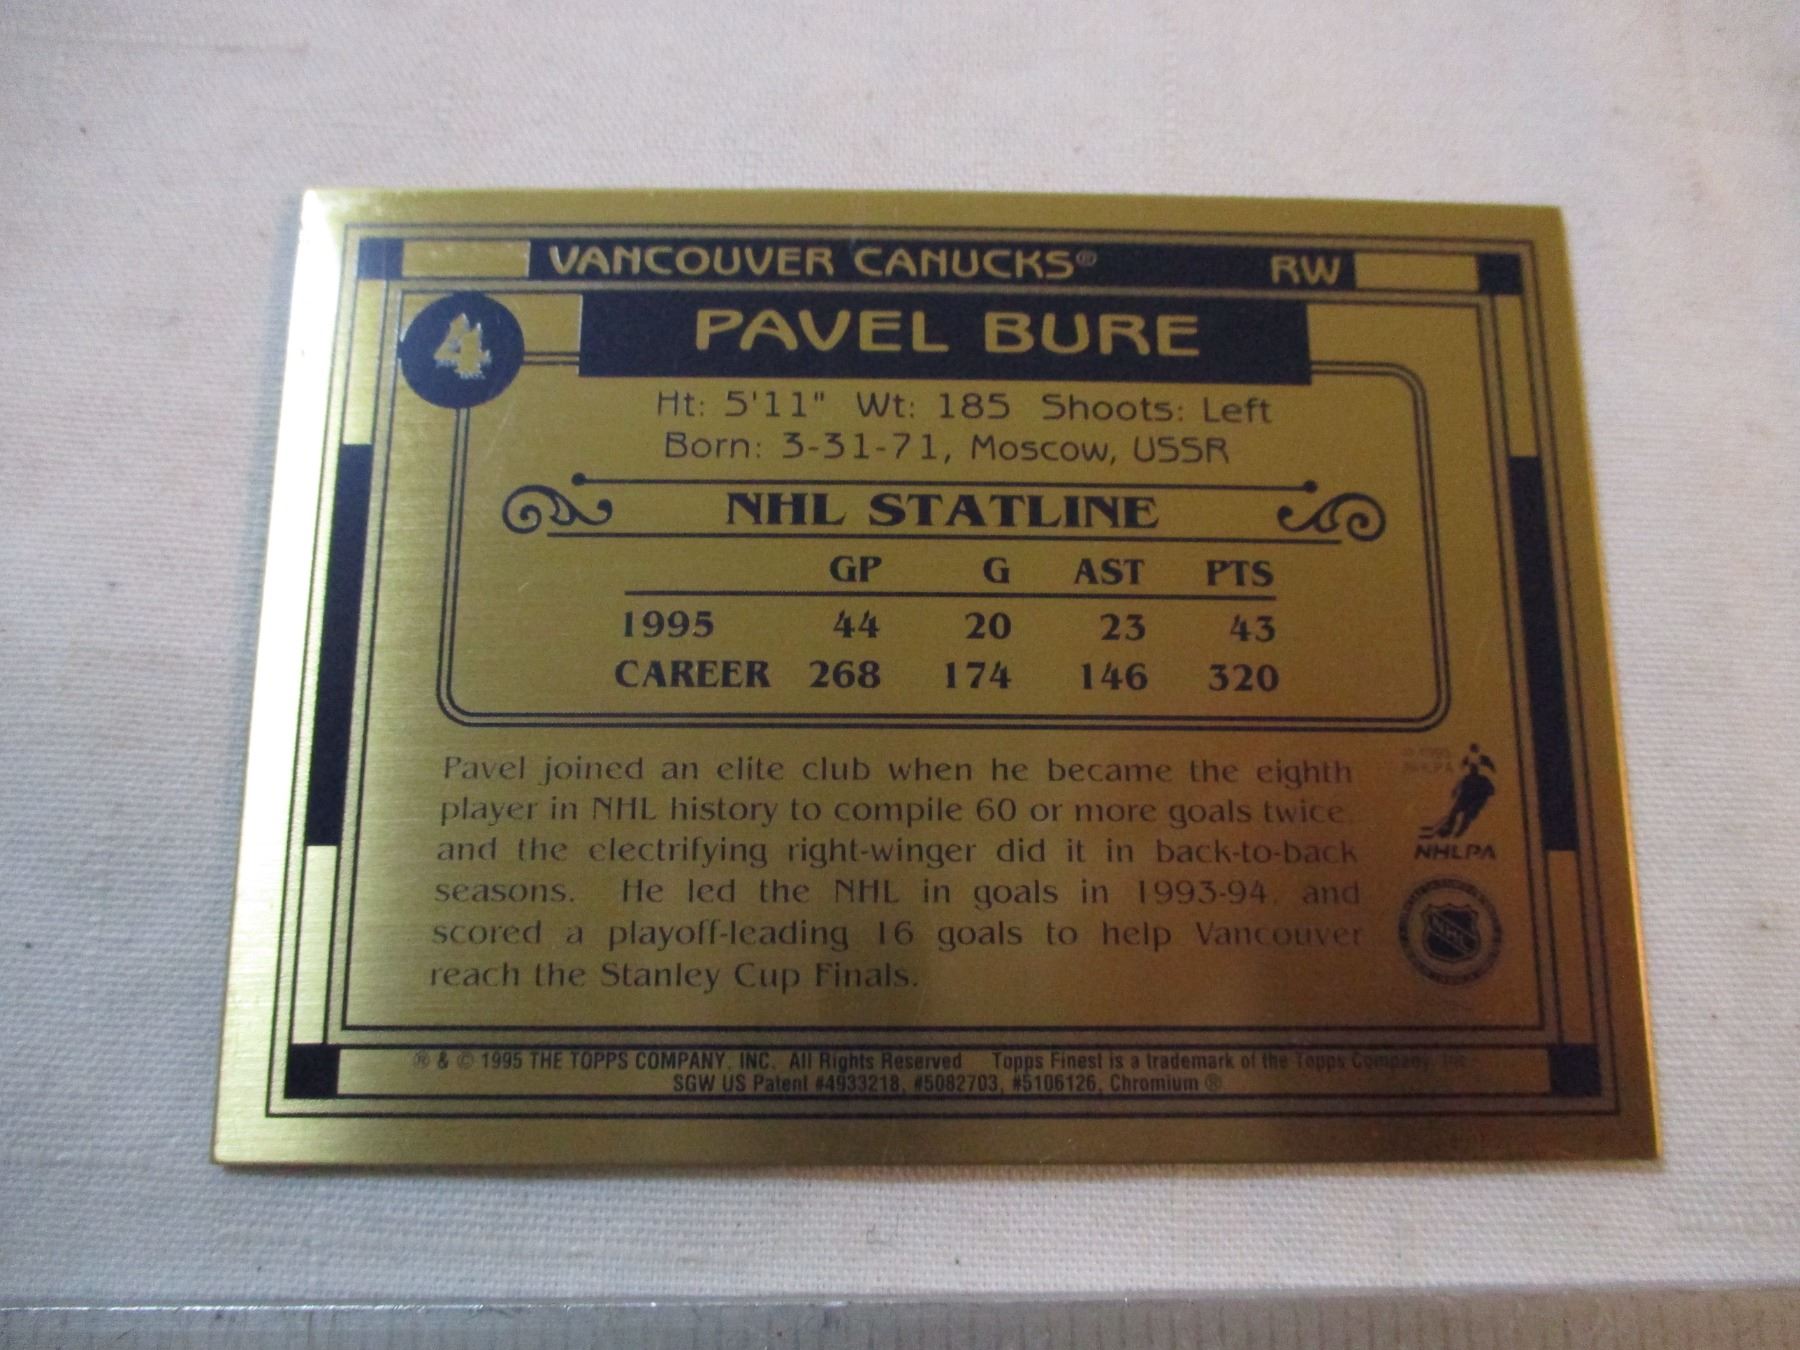 VANCOUVER CANUCKS® RW
4 PAVEL BURE
Ht: 5'11" Wt: 185 Shoots: Left
Born: 3-31-71, Moscow, USSR
NHL STATLINE
GP G AST PTS
1995 44 20 23 43
CAREER 268 174 146 320
Pavel joined an elite club when he became the eighth
player in NHL history to compile 60 or more goals twice,
and the electrifying right-winger did it in back-to-back
seasons. He led the NHL in goals in 1993-94, and
scored a playoff-leading 16 goals to help Vancouver
reach the Stanley Cup Finals.
© 1995
NHLPA
NHLPA
NHL
® & © 1995 THE TOPPS COMPANY, INC. All Rights Reserved Topps Finest is a trademark of the Topps Company, Inc.
SGW US Patent #4933218, #5082703, #5106126, Chromium ®